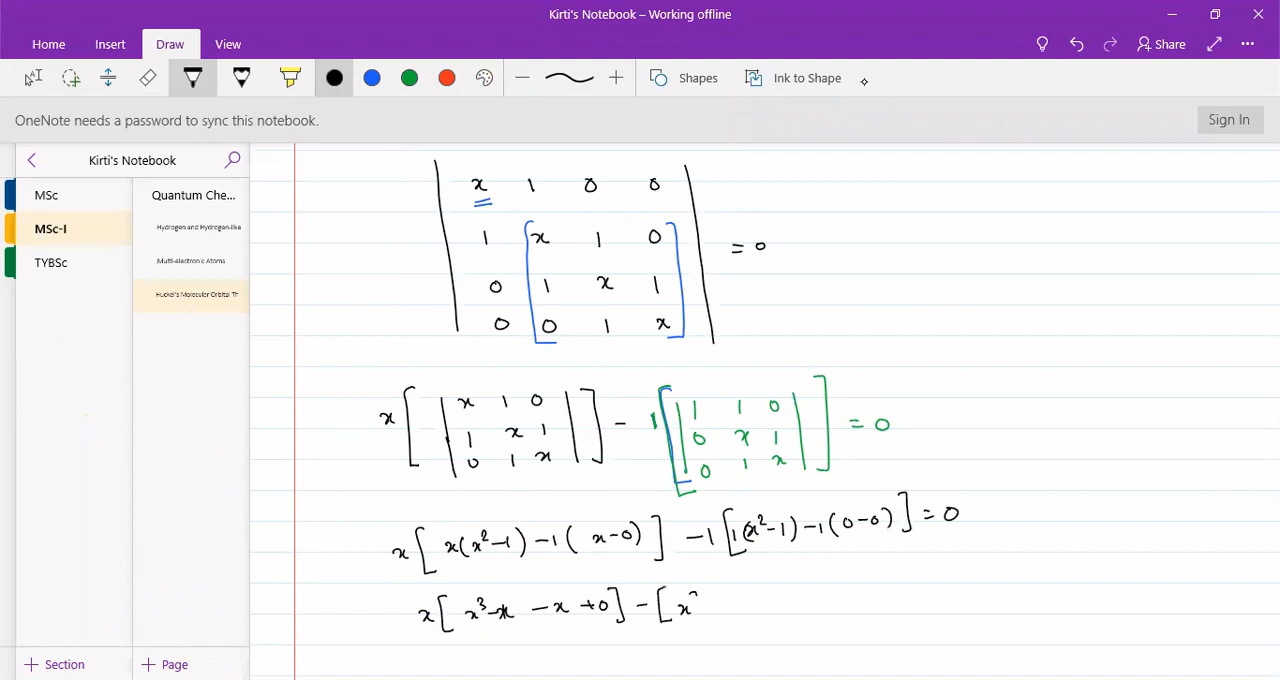 Kirti's Notebook – Working offline
Home Insert Draw View Share
Shapes Ink to Shape
OneNote needs a password to sync this notebook. Sign In
Kirti's Notebook
MSc
MSc-I
TYBSc
Quantum Che...
Hydrogen and Hydrogen-like
Multi-electronic Atoms
Huckel's Molecular Orbital Th
x 1 0 0
1 x 1 0 = 0
0 1 x 1
0 0 1 x
x [ | x 1 0 | ] - 1 [ | 1 1 0 | ] = 0
1 x 1 0 x 1
0 1 x 0 1 x
x [ x(x²-1) -1( x-0) ] -1 [ 1(x²-1) -1(0-0) ] = 0
x [ x³-x -x +0 ] - [ x²
+ Section + Page